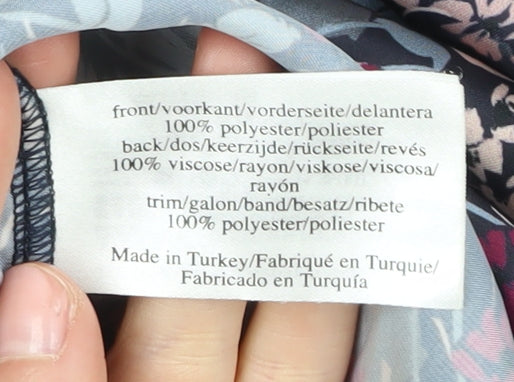 front/voorkant/vorderseite/delantera
100% polyester/poliester
back/dos/keerzijde/rückseite/revés
100% viscose/rayon/viskose/viscosa/
rayón
trim/galon/band/besatz/ribete
100% polyester/poliester
Made in Turkey/Fabriqué en Turquie/
Fabricado en Turquía